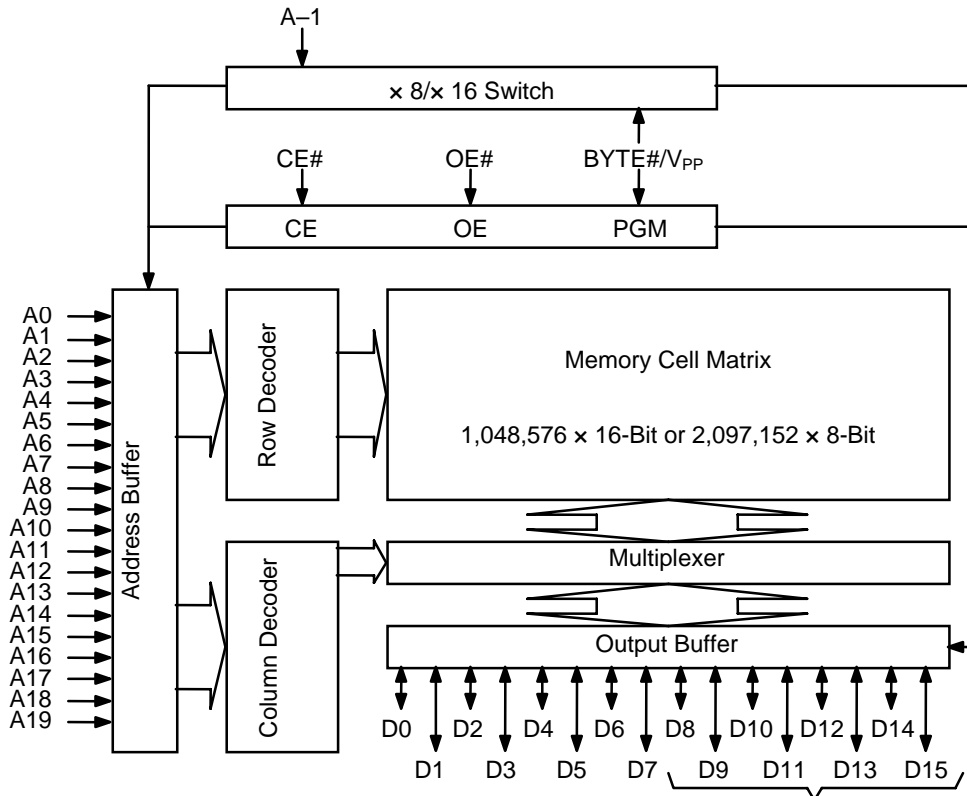 A–1
× 8/× 16 Switch
CE# OE# BYTE#/VPP
CE OE PGM
A0
A1
A2
A3
A4
A5
A6
A7
A8
A9
A10
A11
A12
A13
A14
A15
A16
A17
A18
A19
Address Buffer
Row Decoder
Memory Cell Matrix
1,048,576 × 16-Bit or 2,097,152 × 8-Bit
Column Decoder
Multiplexer
Output Buffer
D0 D2 D4 D6 D8 D10 D12 D14
D1 D3 D5 D7 D9 D11 D13 D15